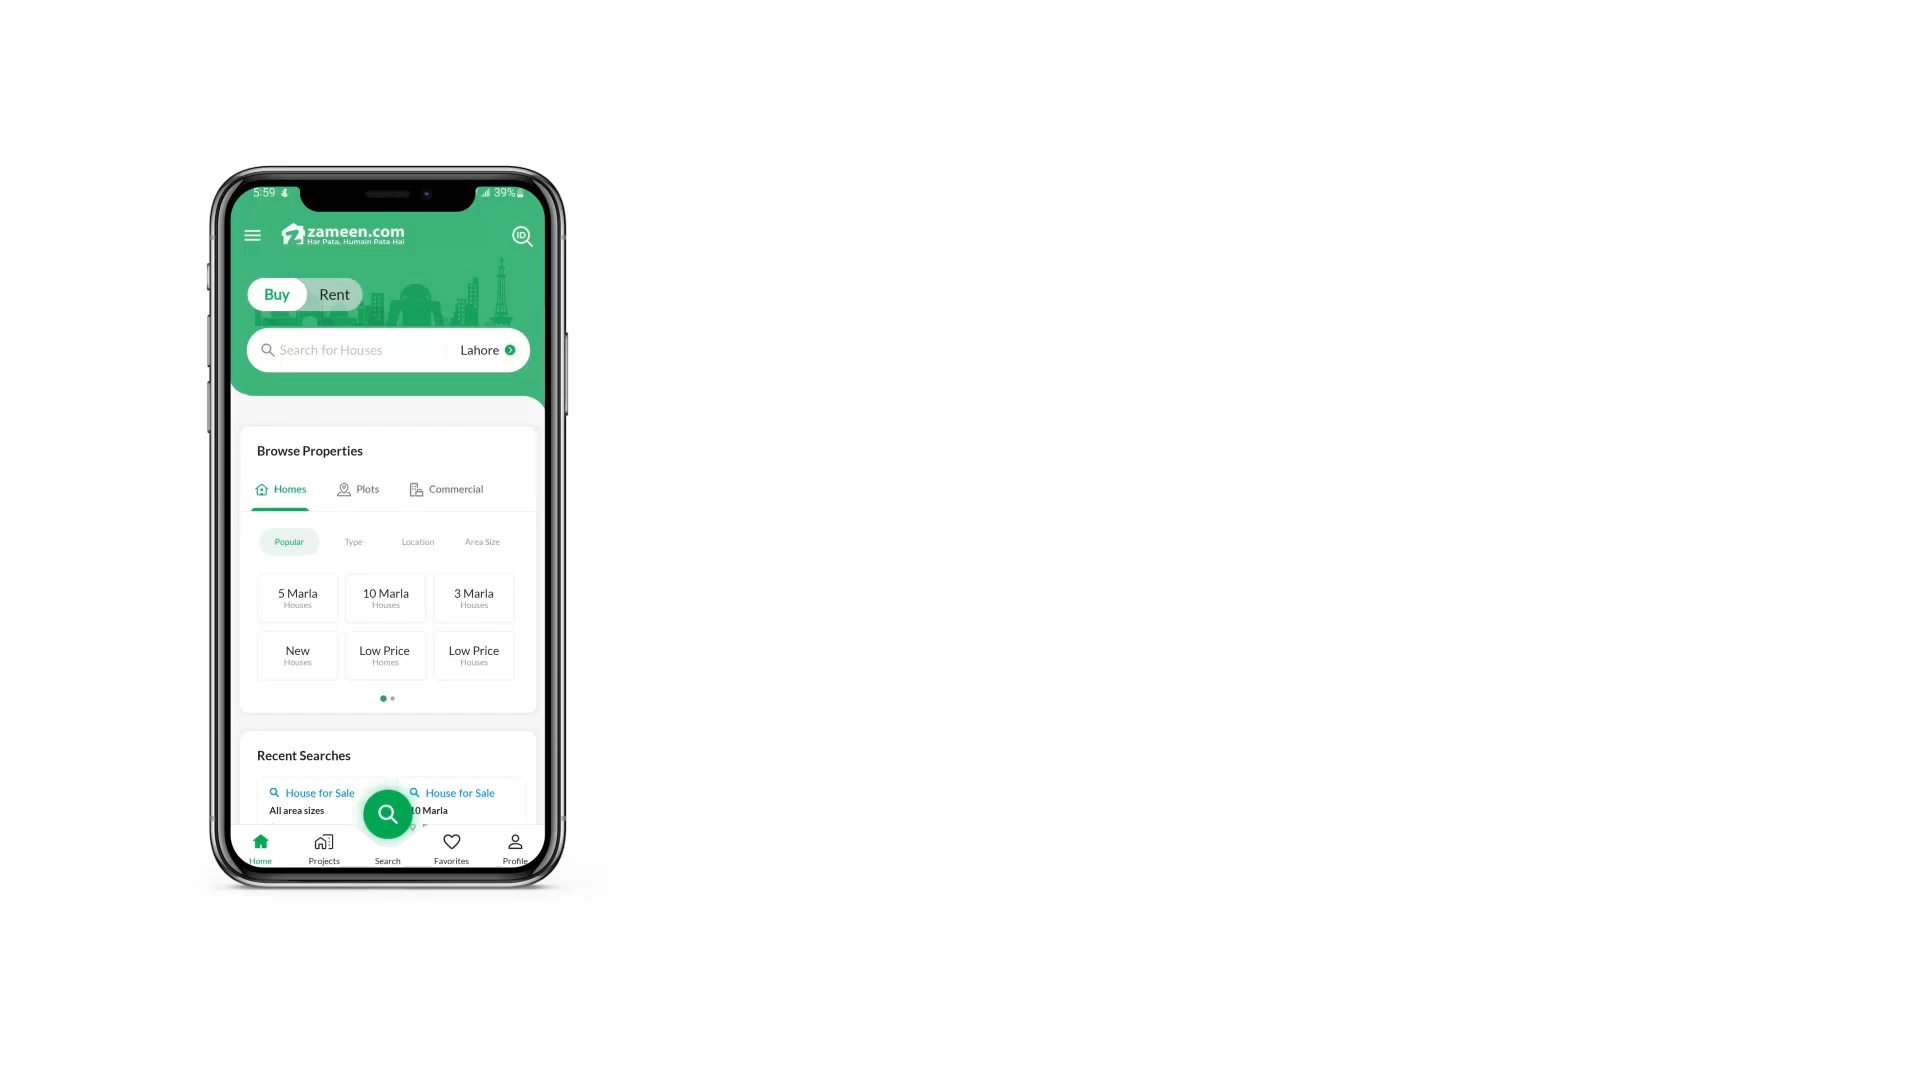 5:59 39%
zameen.com
Har Pata, Humain Pata Hai
ID
Buy Rent
Search for Houses Lahore
Browse Properties
Homes Plots Commercial
Popular Type Location Area Size
5 Marla 10 Marla 3 Marla
Houses Houses Houses
New Low Price Low Price
Houses Homes Houses
Recent Searches
House for Sale House for Sale
All area sizes 10 Marla
Home Projects Search Favorites Profile